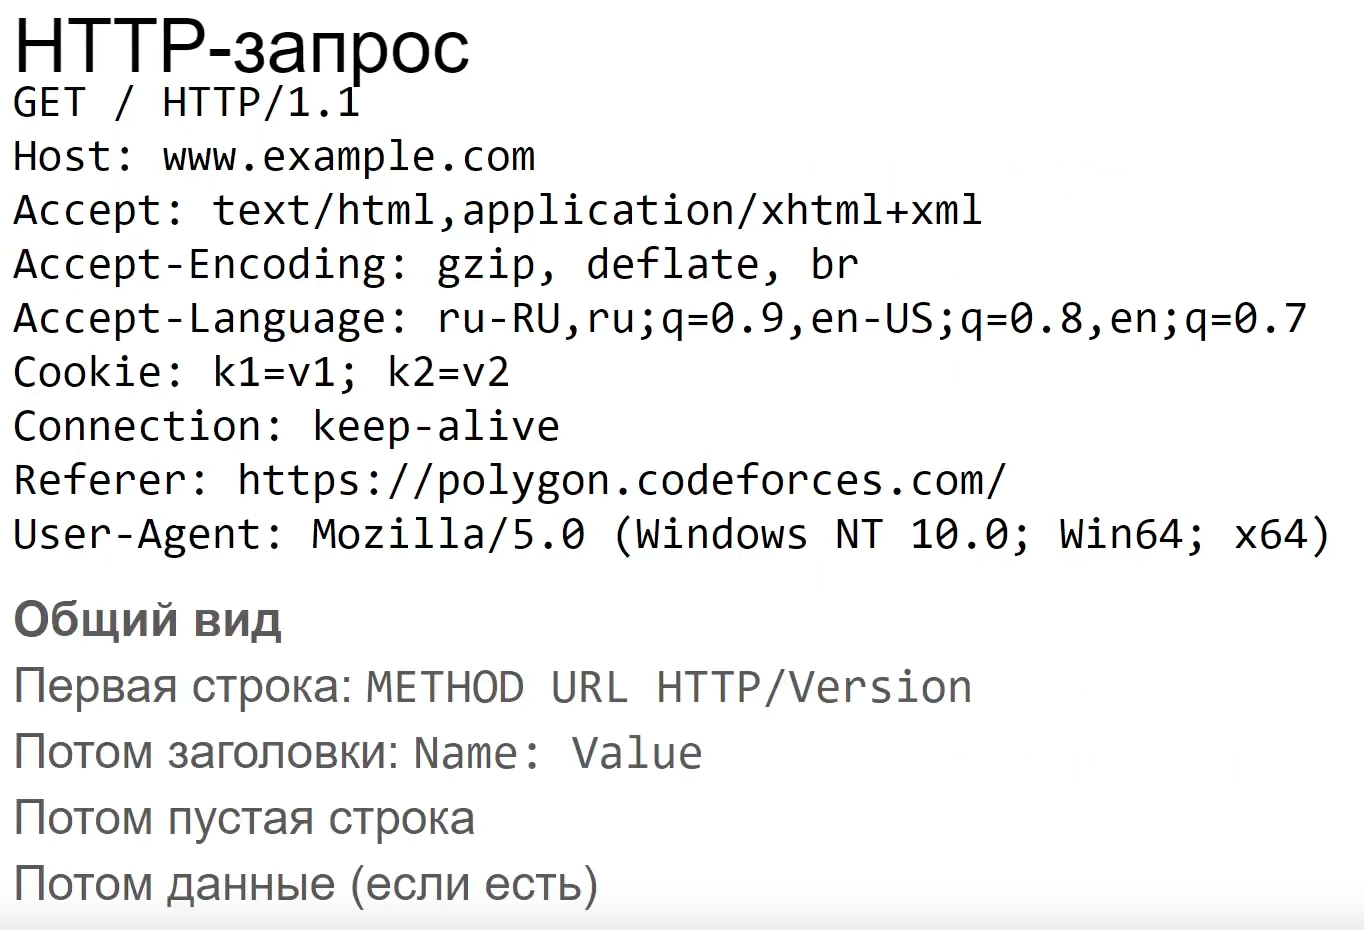 HTTP-запрос
GET / HTTP/1.1
Host: www.example.com
Accept: text/html,application/xhtml+xml
Accept-Encoding: gzip, deflate, br
Accept-Language: ru-RU,ru;q=0.9,en-US;q=0.8,en;q=0.7
Cookie: k1=v1; k2=v2
Connection: keep-alive
Referer: https://polygon.codeforces.com/
User-Agent: Mozilla/5.0 (Windows NT 10.0; Win64; x64)
Общий вид
Первая строка: METHOD URL HTTP/Version
Потом заголовки: Name: Value
Потом пустая строка
Потом данные (если есть)